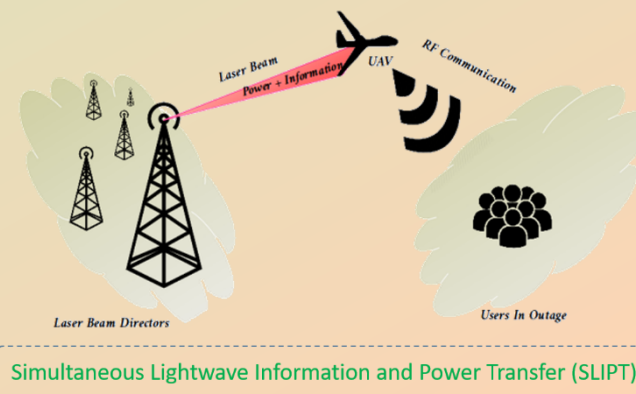 Laser Beam
Power + Information
UAV
RF Communication
Laser Beam Directors
Users In Outage
Simultaneous Lightwave Information and Power Transfer (SLIPT)